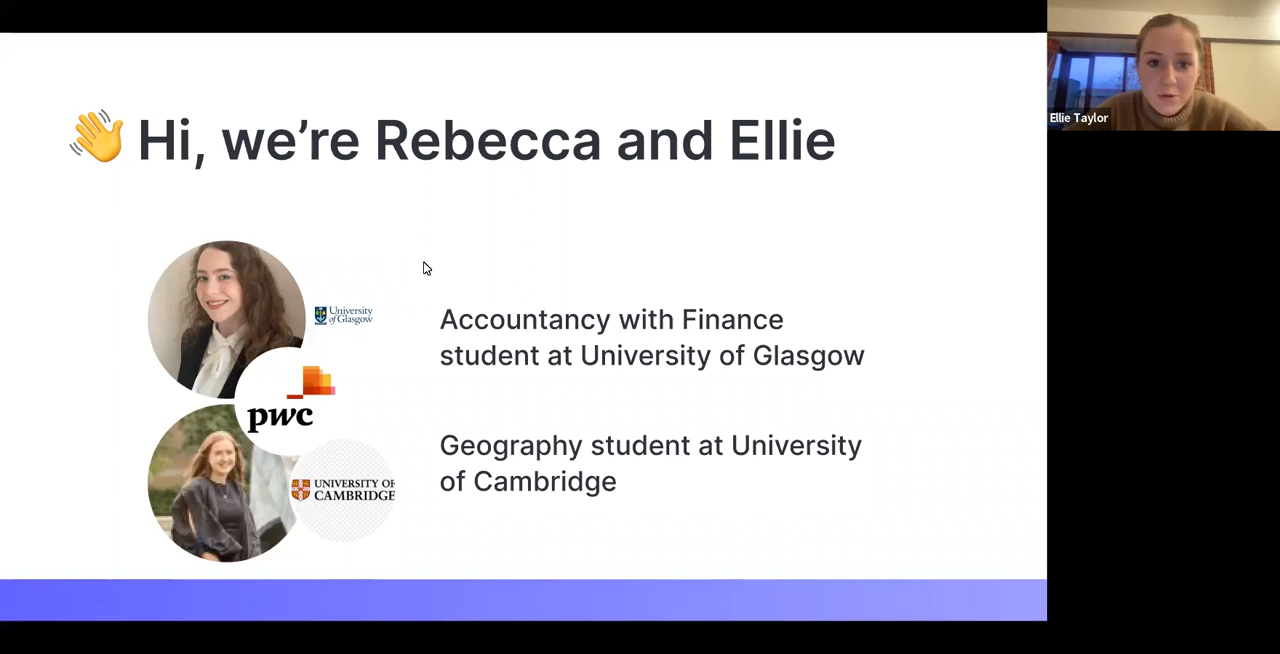 Ellie Taylor
👋 Hi, we’re Rebecca and Ellie
University
of Glasgow
Accountancy with Finance
student at University of Glasgow
pwc
Geography student at University
of Cambridge
UNIVERSITY OF
CAMBRIDGE